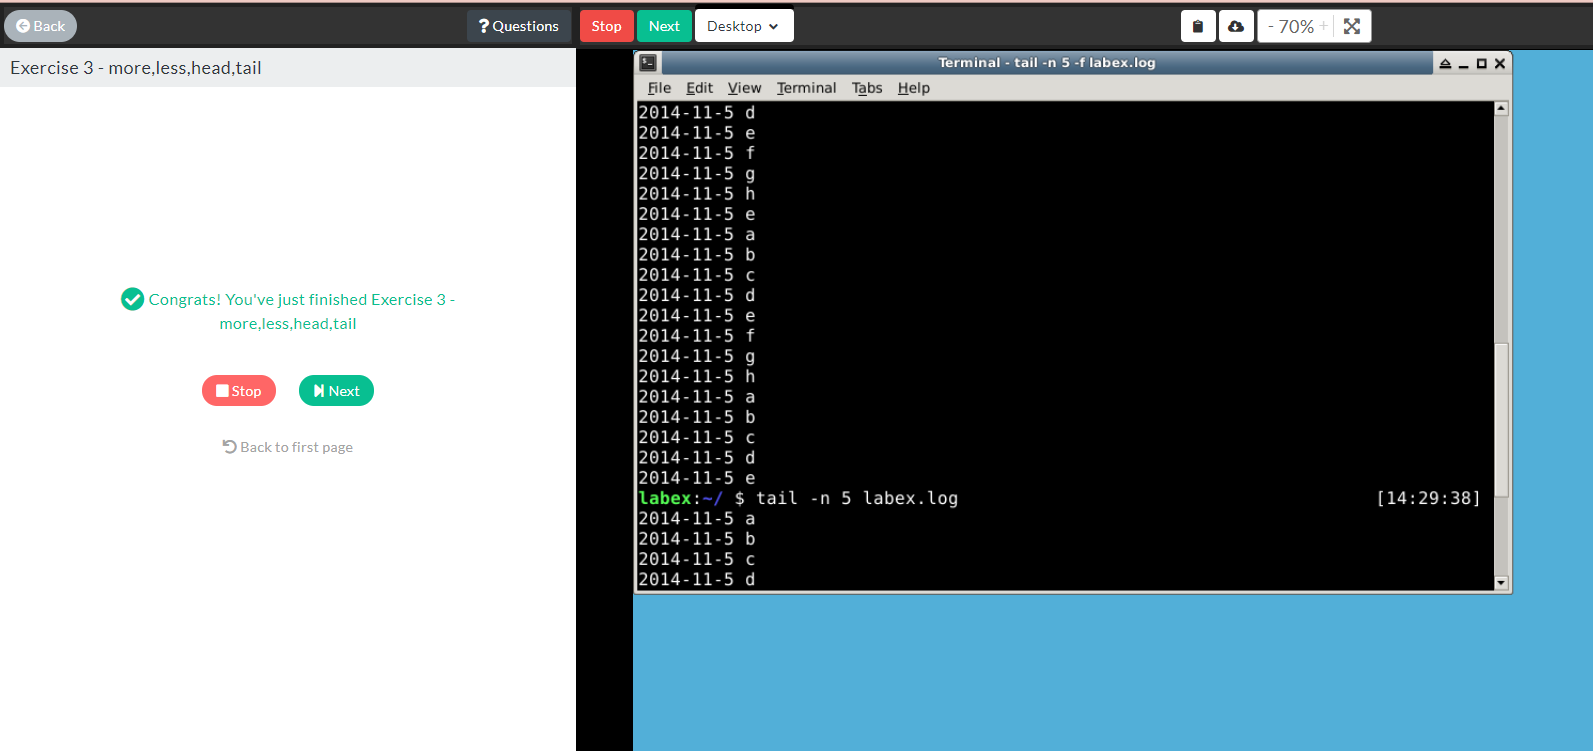 Back
? Questions
Stop
Next
Desktop
- 70% +
Exercise 3 - more,less,head,tail
Congrats! You've just finished Exercise 3 -
more,less,head,tail
Stop
Next
Back to first page
Terminal - tail -n 5 -f labex.log
File Edit View Terminal Tabs Help
2014-11-5 d
2014-11-5 e
2014-11-5 f
2014-11-5 g
2014-11-5 h
2014-11-5 e
2014-11-5 a
2014-11-5 b
2014-11-5 c
2014-11-5 d
2014-11-5 e
2014-11-5 f
2014-11-5 g
2014-11-5 h
2014-11-5 a
2014-11-5 b
2014-11-5 c
2014-11-5 d
2014-11-5 e
labex:~/ $ tail -n 5 labex.log [14:29:38]
2014-11-5 a
2014-11-5 b
2014-11-5 c
2014-11-5 d